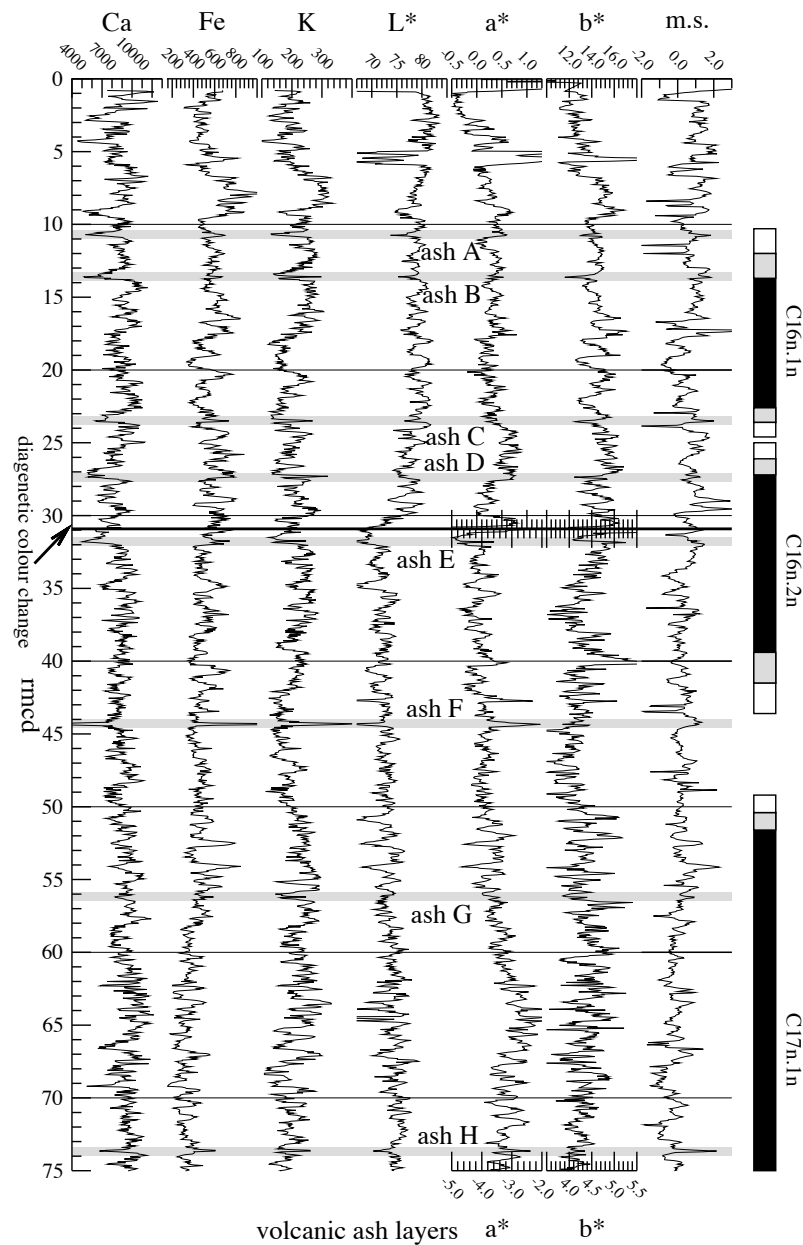 Ca Fe K L* a* b* m.s.
4000 7000 10000 200 400 600 800 100 200 300 70 75 80 -0.5 0.0 0.5 1.0 12.0 14.0 16.0 -2.0 0.0 2.0
0
5
10
ash A
ash B
15
C16n.1n
20
ash C
25
ash D
30
diagenetic colour change
ash E
C16n.2n
35
40
rmcd
ash F
45
50
55
ash G
60
65
C17n.1n
70
ash H
75
-5.0 -4.0 -3.0 -2.0 4.0 4.5 5.0 5.5
volcanic ash layers a* b*